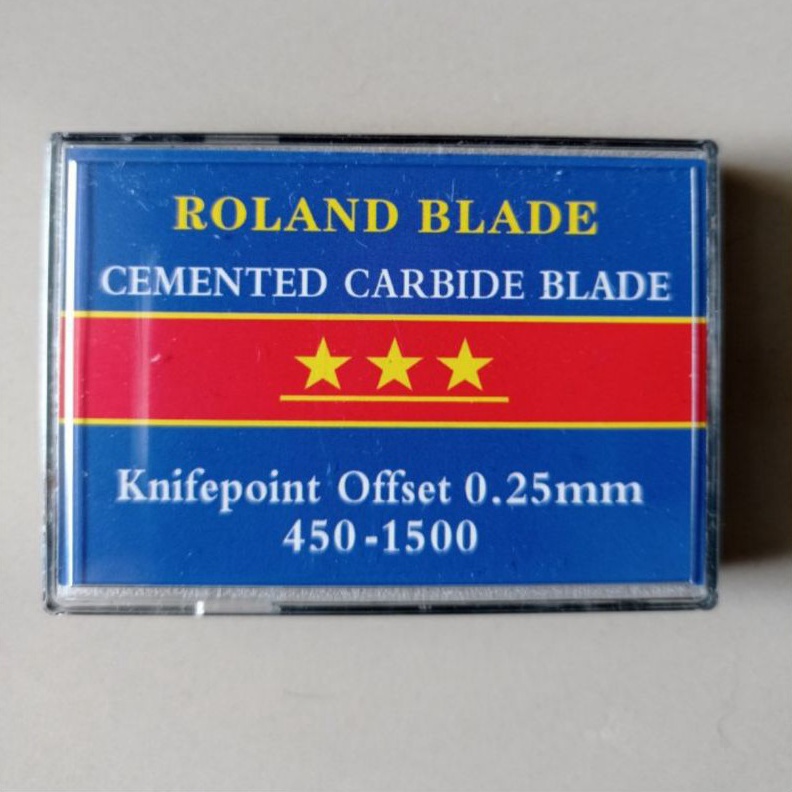 ROLAND BLADE
CEMENTED CARBIDE BLADE
Knifepoint Offset 0.25mm
450-1500